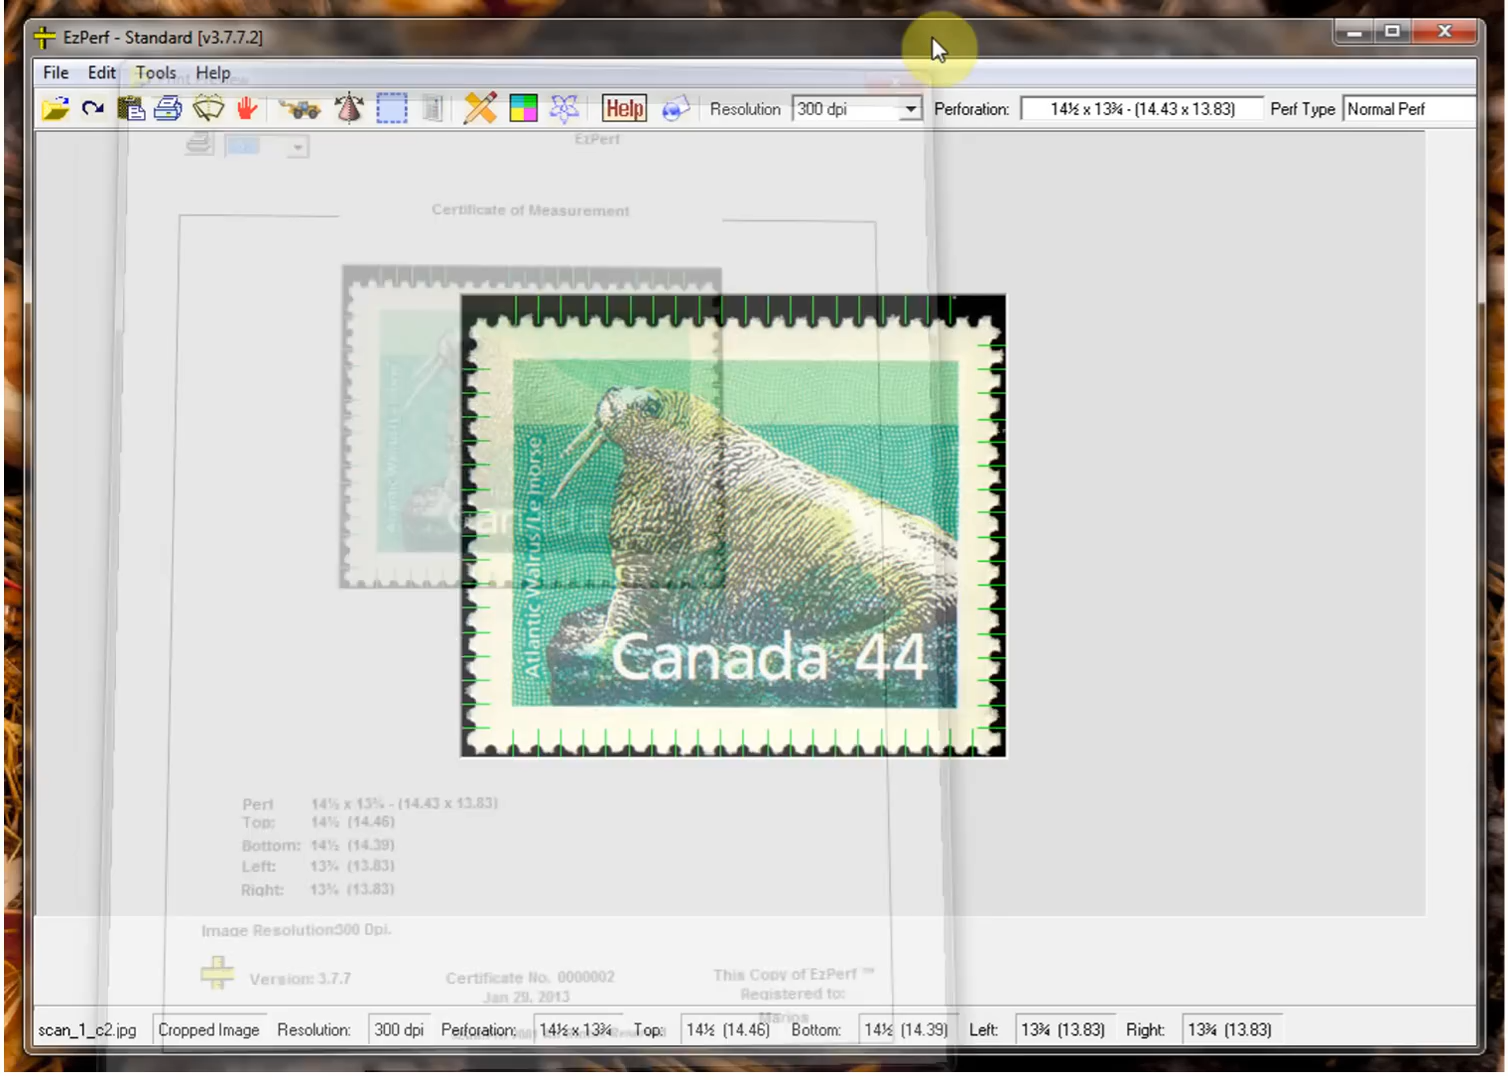 EzPerf - Standard [v3.7.7.2]
File Edit Tools Help
Help Resolution 300 dpi Perforation: 14½ x 13¾ - (14.43 x 13.83) Perf Type Normal Perf
EzPerf
Certificate of Measurement
Atlantic Walrus/Le morse
Canada 44
Perf 14½ x 13¾ - (14.43 x 13.83)
Top: 14½ (14.46)
Bottom: 14½ (14.39)
Left: 13¾ (13.83)
Right: 13¾ (13.83)
Image Resolution:300 Dpi.
Version: 3.7.7
Certificate No. 0000002
Jan 29, 2013
This Copy of EzPerf ™
Registered to:
Marios
scan_1_c2.jpg Cropped Image Resolution: 300 dpi Perforation: 14½ x 13¾ Top: 14½ (14.46) Bottom: 14½ (14.39) Left: 13¾ (13.83) Right: 13¾ (13.83)